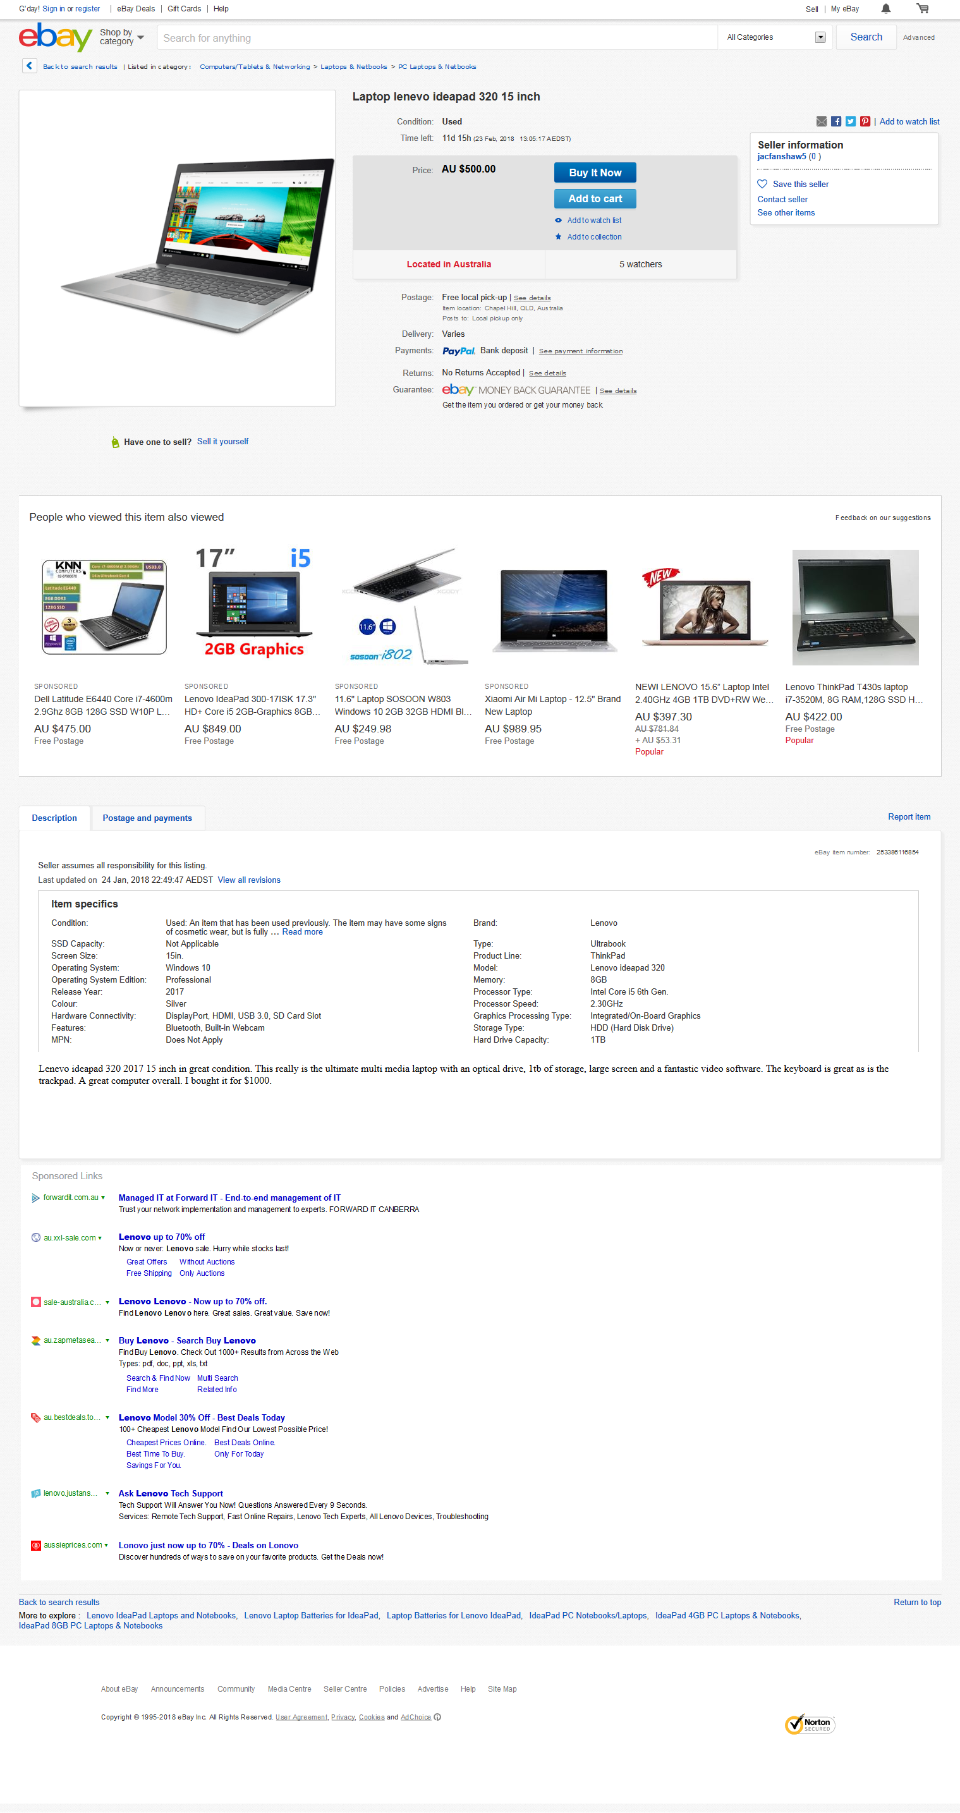 G'day! Sign in or register | eBay Deals | Gift Cards | Help
Sell | My eBay
ebay
Shop by category
Search for anything
All Categories
Search
Advanced
Back to search results | Listed in category: Computers/Tablets & Networking > Laptops & Netbooks > PC Laptops & Netbooks
Laptop lenevo ideapad 320 15 inch
Condition: Used
Time left: 11d 15h (23 Feb, 2018 13:05:17 AEDST)
| Add to watch list
Price: AU $500.00
Buy It Now
Add to cart
Add to watch list
Add to collection
Located in Australia
5 watchers
Seller information
jacfanshaw5 (0 )
Save this seller
Contact seller
See other items
Postage: Free local pick-up | See details
Item location: Chapel Hill, QLD, Australia
Posts to: Local pickup only
Delivery: Varies
Payments: PayPal Bank deposit | See payment information
Returns: No Returns Accepted | See details
Guarantee: ebay MONEY BACK GUARANTEE | See details
Get the item you ordered or get your money back.
Have one to sell? Sell it yourself
People who viewed this item also viewed
Feedback on our suggestions
KNN
COMPUTERS
17" i5
2GB Graphics
11.6"
sosoon i802
NEW
SPONSORED
Dell Latitude E6440 Core i7-4600m
2.9Ghz 8GB 128G SSD W10P L...
AU $475.00
Free Postage
SPONSORED
Lenovo IdeaPad 300-17ISK 17.3"
HD+ Core i5 2GB-Graphics 8GB...
AU $849.00
Free Postage
SPONSORED
11.6" Laptop SOSOON W803
Windows 10 2GB 32GB HDMI Bl...
AU $249.98
Free Postage
SPONSORED
Xiaomi Air Mi Laptop - 12.5" Brand
New Laptop
AU $989.95
Free Postage
NEW! LENOVO 15.6" Laptop Intel
2.40GHz 4GB 1TB DVD+RW We...
AU $397.30
AU $781.84
+ AU $53.31
Popular
Lenovo ThinkPad T430s laptop
i7-3520M, 8G RAM,128G SSD H...
AU $422.00
Free Postage
Popular
Description
Postage and payments
Report item
eBay item number: 253386116854
Seller assumes all responsibility for this listing.
Last updated on 24 Jan, 2018 22:49:47 AEDST View all revisions
Item specifics
Condition: Used: An item that has been used previously. The item may have some signs
of cosmetic wear, but is fully ... Read more
Brand: Lenovo
SSD Capacity: Not Applicable
Type: Ultrabook
Screen Size: 15in.
Product Line: ThinkPad
Operating System: Windows 10
Model: Lenovo Ideapad 320
Operating System Edition: Professional
Memory: 8GB
Release Year: 2017
Processor Type: Intel Core i5 6th Gen.
Colour: Silver
Processor Speed: 2.30GHz
Hardware Connectivity: DisplayPort, HDMI, USB 3.0, SD Card Slot
Graphics Processing Type: Integrated/On-Board Graphics
Features: Bluetooth, Built-in Webcam
Storage Type: HDD (Hard Disk Drive)
MPN: Does Not Apply
Hard Drive Capacity: 1TB
Lenevo ideapad 320 2017 15 inch in great condition. This really is the ultimate multi media laptop with an optical drive, 1tb of storage, large screen and a fantastic video software. The keyboard is great as is the
trackpad. A great computer overall. I bought it for $1000.
Sponsored Links
forwardit.com.au
Managed IT at Forward IT - End-to-end management of IT
Trust your network implementation and management to experts. FORWARD IT CANBERRA
au.xxl-sale.com
Lenovo up to 70% off
Now or never: Lenovo sale. Hurry while stocks last!
Great Offers Without Auctions
Free Shipping Only Auctions
sale-australia.c...
Lenovo Lenovo - Now up to 70% off.
Find Lenovo Lenovo here. Great sales. Great value. Save now!
au.zapmetasea...
Buy Lenovo - Search Buy Lenovo
Find Buy Lenovo. Check Out 1000+ Results from Across the Web
Types: pdf, doc, ppt, xls, txt
Search & Find Now Multi Search
Find More Related Info
au.bestdeals.to...
Lenovo Model 30% Off - Best Deals Today
100+ Cheapest Lenovo Model Find Our Lowest Possible Price!
Cheapest Prices Online. Best Deals Online.
Best Time To Buy. Only For Today
Savings For You.
lenovo.justans...
Ask Lenovo Tech Support
Tech Support Will Answer You Now! Questions Answered Every 9 Seconds.
Services: Remote Tech Support, Fast Online Repairs, Lenovo Tech Experts, All Lenovo Devices, Troubleshooting
aussieprices.com
Lonovo just now up to 70% - Deals on Lonovo
Discover hundreds of ways to save on your favorite products. Get the Deals now!
Back to search results
Return to top
More to explore : Lenovo IdeaPad Laptops and Notebooks, Lenovo Laptop Batteries for IdeaPad, Laptop Batteries for Lenovo IdeaPad, IdeaPad PC Notebooks/Laptops, IdeaPad 4GB PC Laptops & Notebooks,
IdeaPad 8GB PC Laptops & Notebooks
About eBay Announcements Community Media Centre Seller Centre Policies Advertise Help Site Map
Copyright © 1995-2018 eBay Inc. All Rights Reserved. User Agreement, Privacy, Cookies and AdChoice
Norton
SECURED